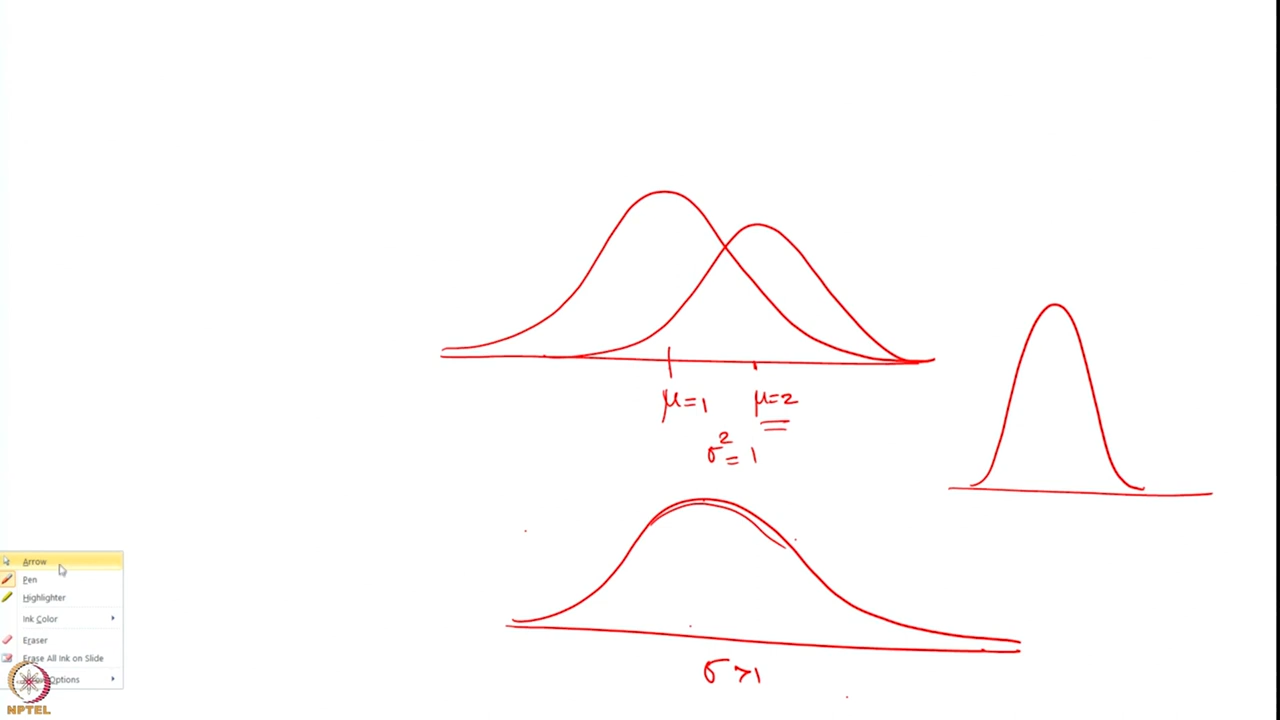 μ=1 μ=2
σ²=1
σ>1
Arrow
Pen
Highlighter
Ink Color
Eraser
Erase All Ink on Slide
Options
NPTEL